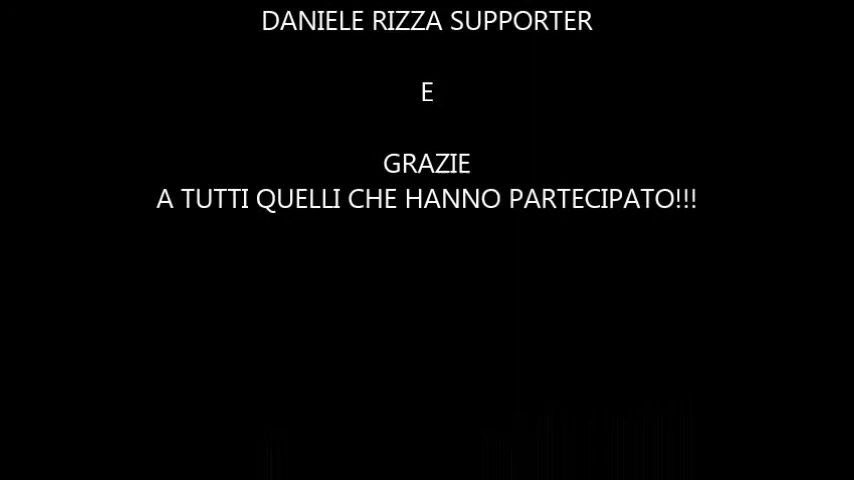 DANIELE RIZZA SUPPORTER
E
GRAZIE
A TUTTI QUELLI CHE HANNO PARTECIPATO!!!